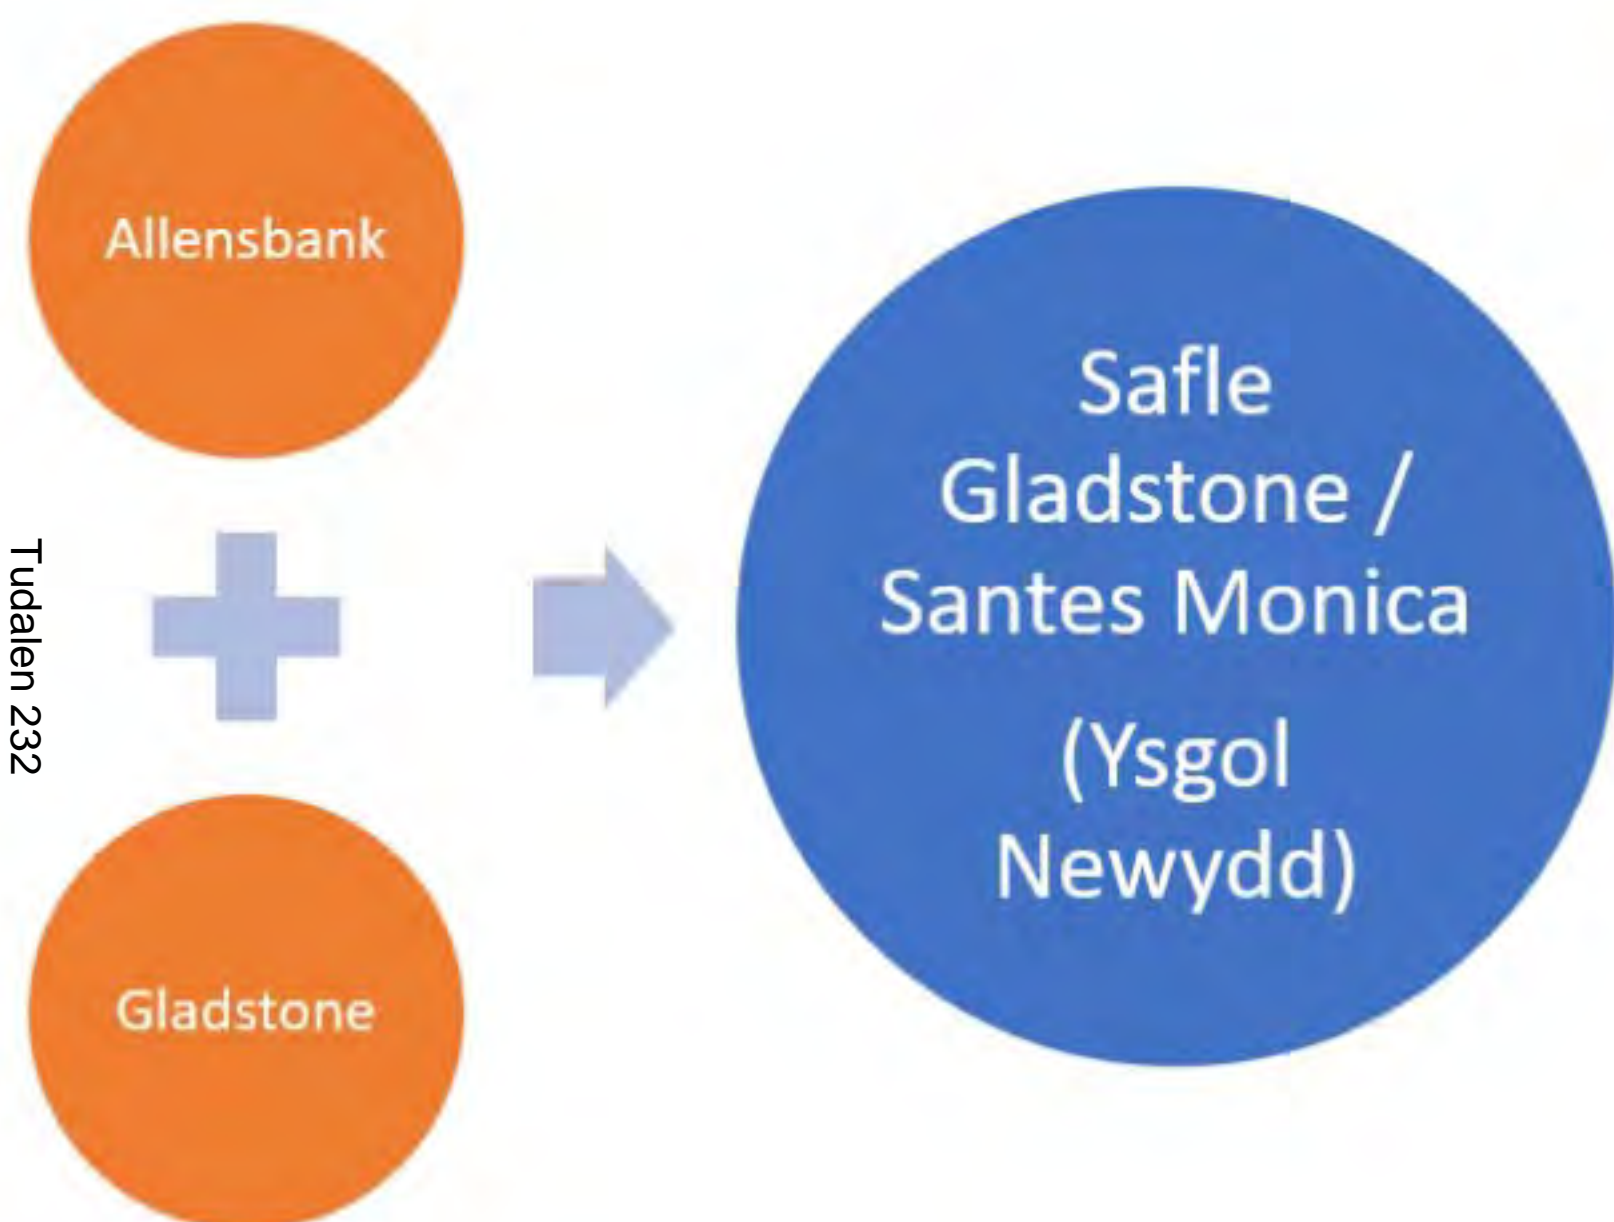 Allensbank
Tudalen 232
Gladstone
Safle
Gladstone /
Santes Monica
(Ysgol
Newydd)